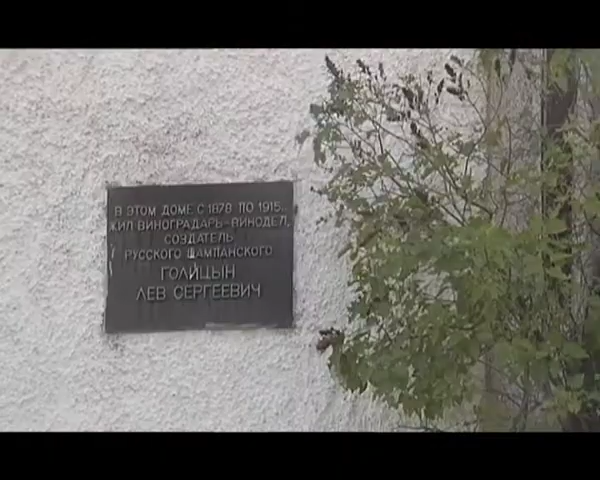 В ЭТОМ ДОМЕ С 1878 ПО 1915 г.
ЖИЛ ВИНОГРАДАРЬ-ВИНОДЕЛ,
СОЗДАТЕЛЬ
РУССКОГО ШАМПАНСКОГО
ГОЛИЦЫН
ЛЕВ СЕРГЕЕВИЧ